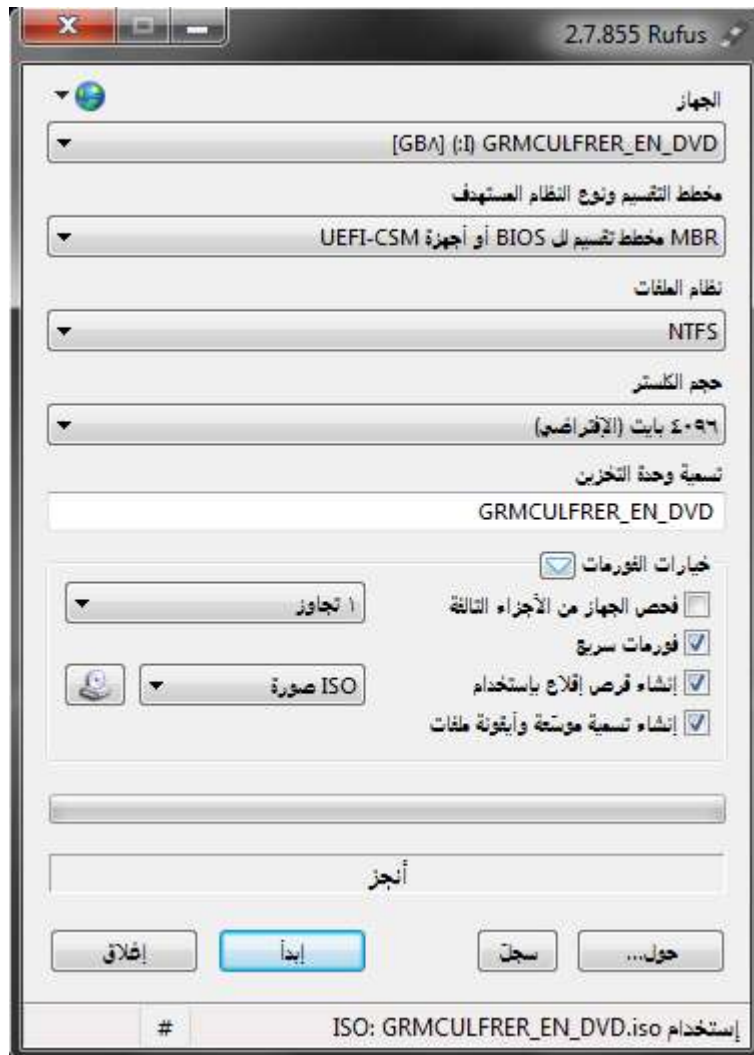 2.7.855 Rufus
الجهاز
GRMCULFRER_EN_DVD (I:) [٨GB]
مخطط التقسيم ونوع النظام المستهدف
MBR مخطط تقسيم لل BIOS أو أجهزة UEFI-CSM
نظام الملفات
NTFS
حجم الكلستر
٤٠٩٦ بايت (الإفتراضي)
تسمية وحدة التخزين
GRMCULFRER_EN_DVD
خيارات الفورمات
فحص الجهاز من الأجزاء التالفة ١ تجاوز
فورمات سريع
إنشاء قرص إقلاع بإستخدام ISO صورة
إنشاء تسمية موسّعة وأيقونة ملفات
أنجز
حول... سجلّ إبدأ إغلاق
إستخدام ISO: GRMCULFRER_EN_DVD.iso #